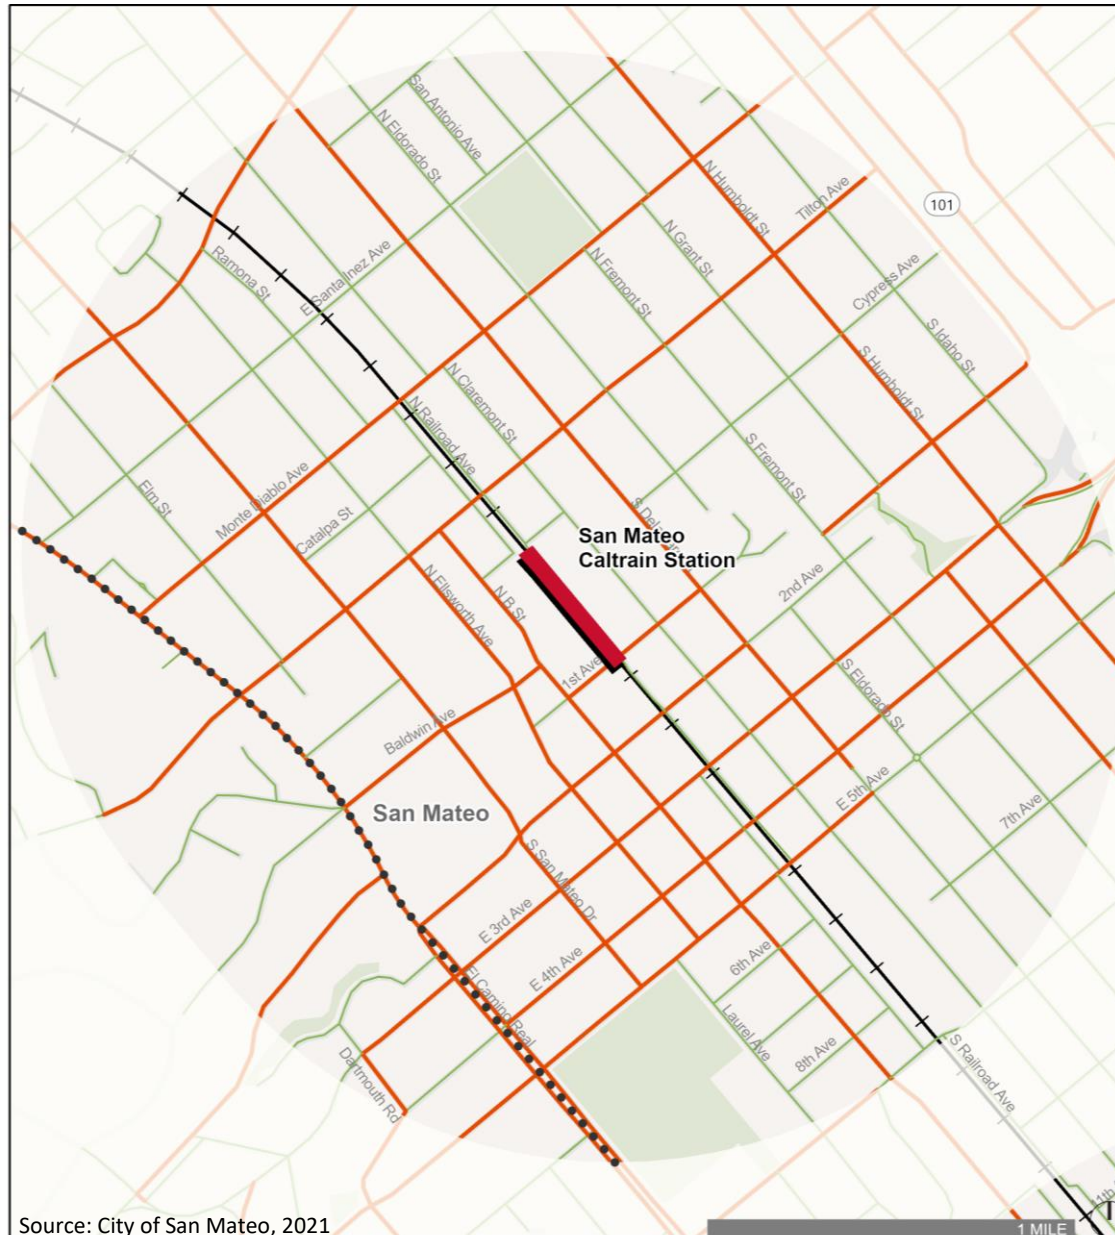 San Antonio Ave
N Eldorado St
N Humboldt St
Tilton Ave
101
N Grant St
Ramona St
E Santa Inez Ave
N Fremont St
Cypress Ave
S Idaho St
S Humboldt St
N Claremont St
N Railroad Ave
S Fremont St
Elm St
Monte Diablo Ave
Catalpa St
San Mateo
Caltrain Station
N Ellsworth Ave
N B St
2nd Ave
1st Ave
S Eldorado St
Baldwin Ave
E 5th Ave
7th Ave
San Mateo
S San Mateo Dr
E 3rd Ave
E 4th Ave
6th Ave
El Camino Real
Laurel Ave
8th Ave
Dartmouth Rd
S Railroad Ave
11th
Source: City of San Mateo, 2021
1 MILE